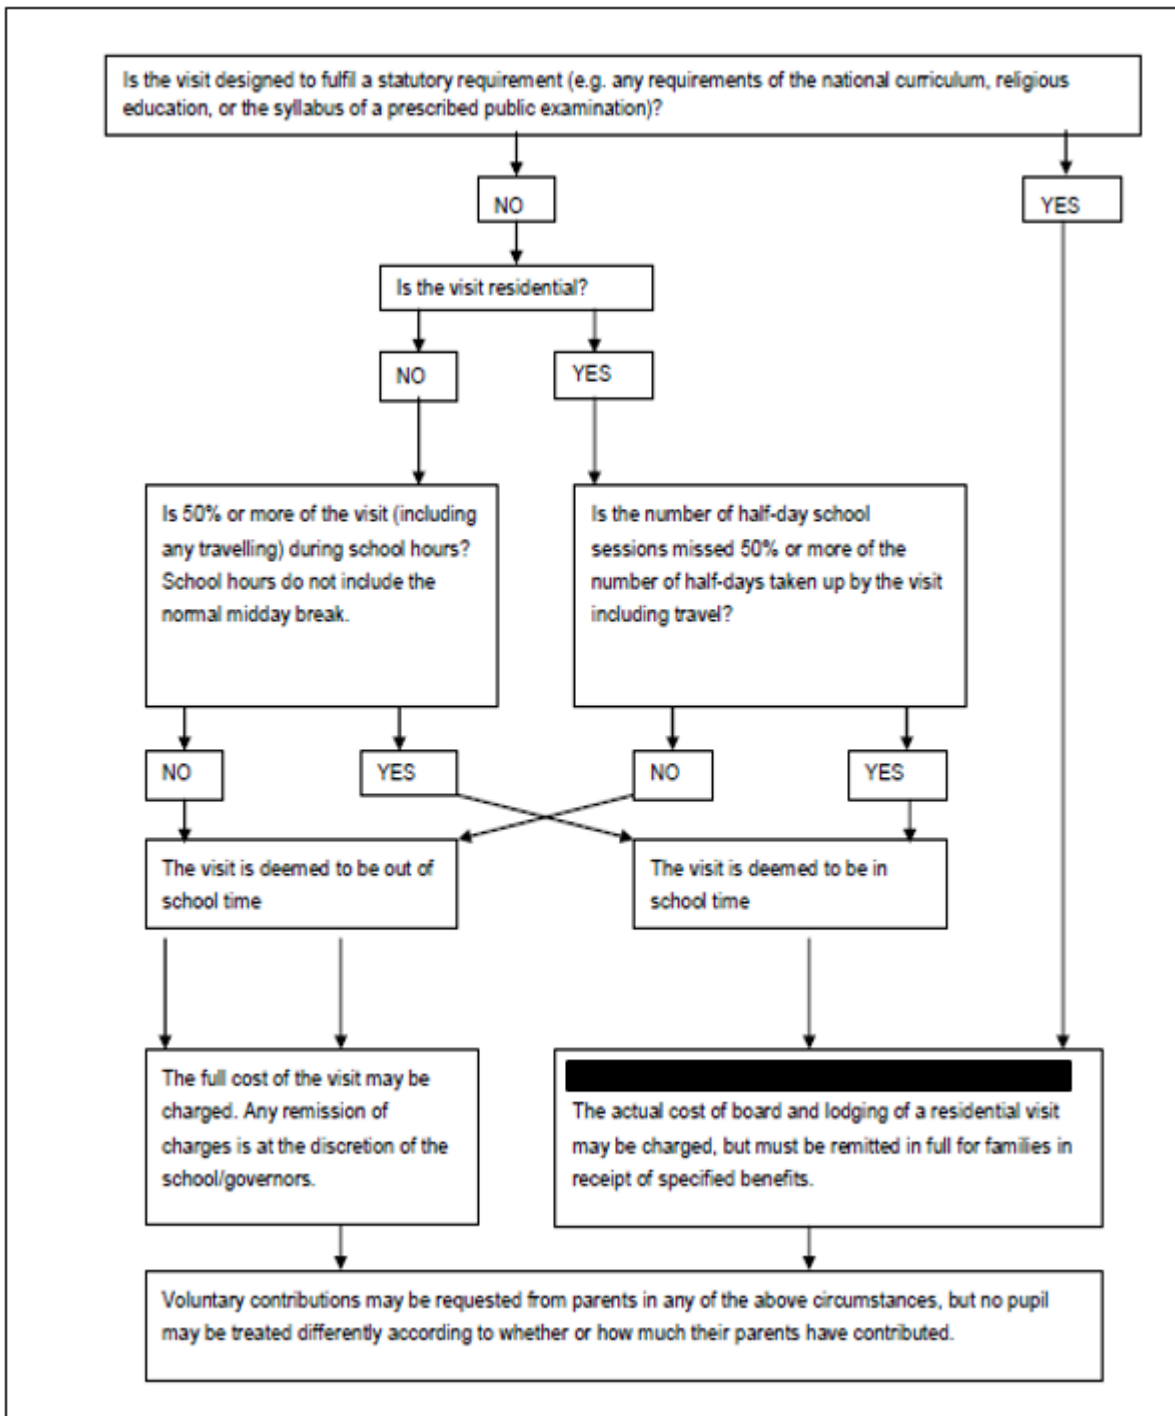 Is the visit designed to fulfil a statutory requirement (e.g. any requirements of the national curriculum, religious
education, or the syllabus of a prescribed public examination)?
NO
YES
Is the visit residential?
NO
YES
Is 50% or more of the visit (including
any travelling) during school hours?
School hours do not include the
normal midday break.
Is the number of half-day school
sessions missed 50% or more of the
number of half-days taken up by the visit
including travel?
NO
YES
NO
YES
The visit is deemed to be out of
school time
The visit is deemed to be in
school time
The full cost of the visit may be
charged. Any remission of
charges is at the discretion of the
school/governors.
The actual cost of board and lodging of a residential visit
may be charged, but must be remitted in full for families in
receipt of specified benefits.
Voluntary contributions may be requested from parents in any of the above circumstances, but no pupil
may be treated differently according to whether or how much their parents have contributed.